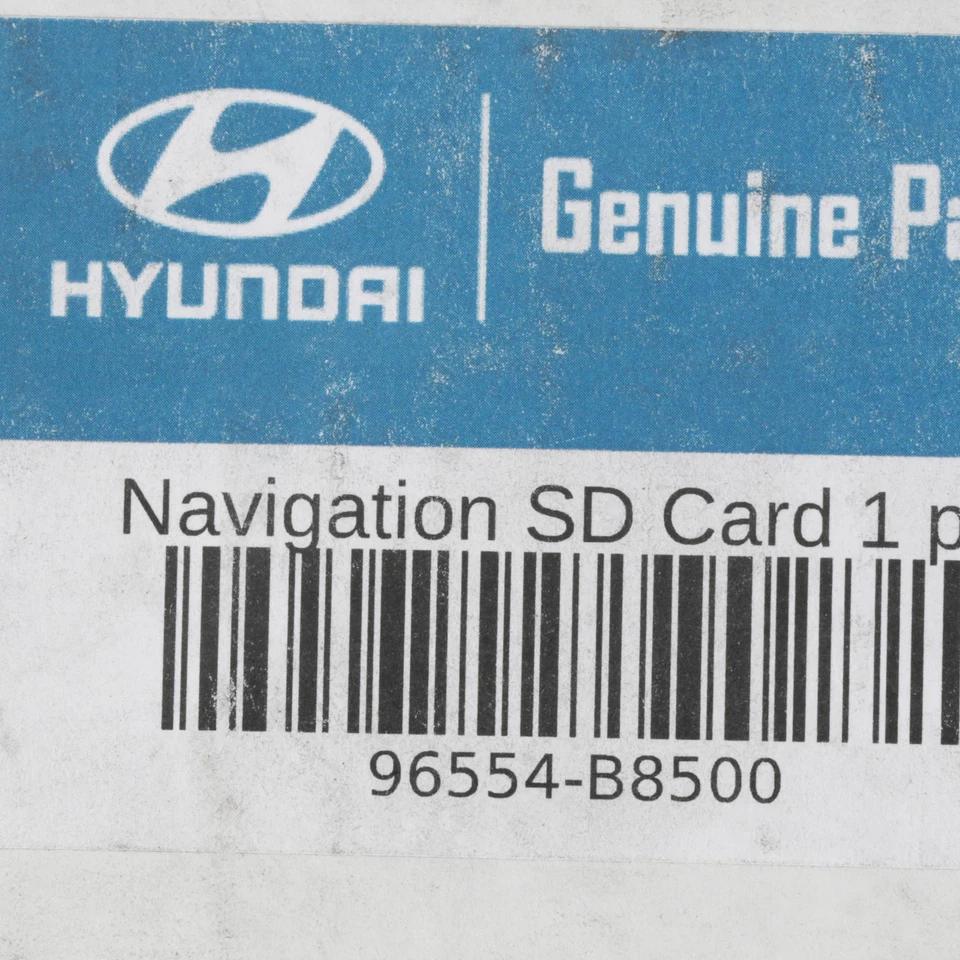 HYUNDAI
Genuine Pa
Navigation SD Card 1 p
96554-B8500